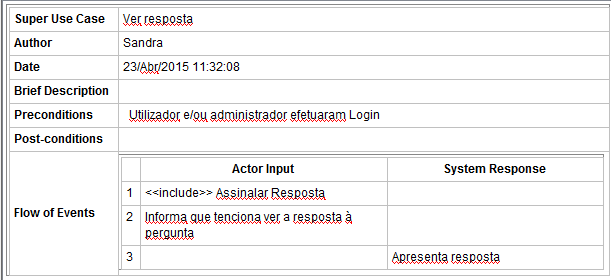 Super Use Case Ver resposta
Author Sandra
Date 23/Abr/2015 11:32:08
Brief Description
Preconditions Utilizador e/ou administrador efetuaram Login
Post-conditions
Flow of Events
Actor Input System Response
1 <<include>> Assinalar Resposta
2 Informa que tenciona ver a resposta à
pergunta
3 Apresenta resposta